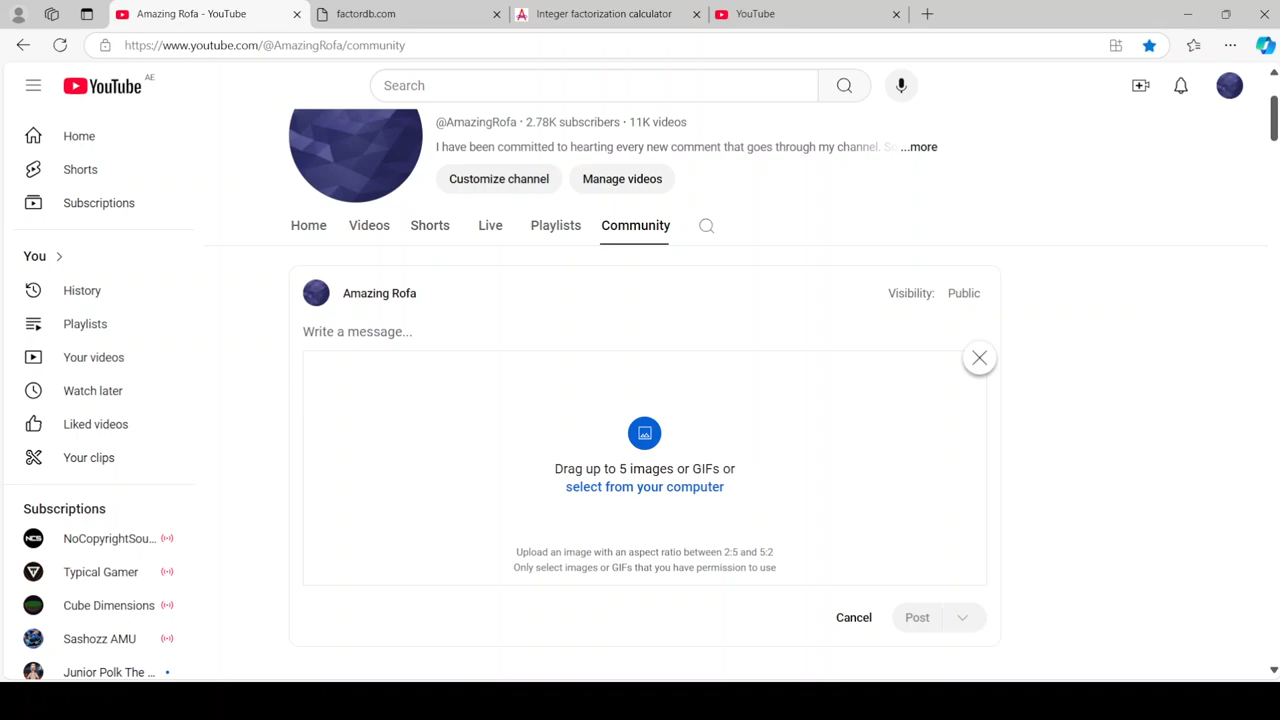 Amazing Rofa - YouTube
factordb.com
Integer factorization calculator
YouTube
https://www.youtube.com/@AmazingRofa/community
YouTube AE
Search
@AmazingRofa · 2.78K subscribers · 11K videos
I have been committed to hearting every new comment that goes through my channel. S ...more
Customize channel
Manage videos
Home
Videos
Shorts
Live
Playlists
Community
Home
Shorts
Subscriptions
You
History
Playlists
Your videos
Watch later
Liked videos
Your clips
Subscriptions
NCS
NoCopyrightSou...
Typical Gamer
Cube Dimensions
Sashozz AMU
Junior Polk The ...
Amazing Rofa
Visibility: Public
Write a message...
Drag up to 5 images or GIFs or
select from your computer
Upload an image with an aspect ratio between 2:5 and 5:2
Only select images or GIFs that you have permission to use
Cancel
Post